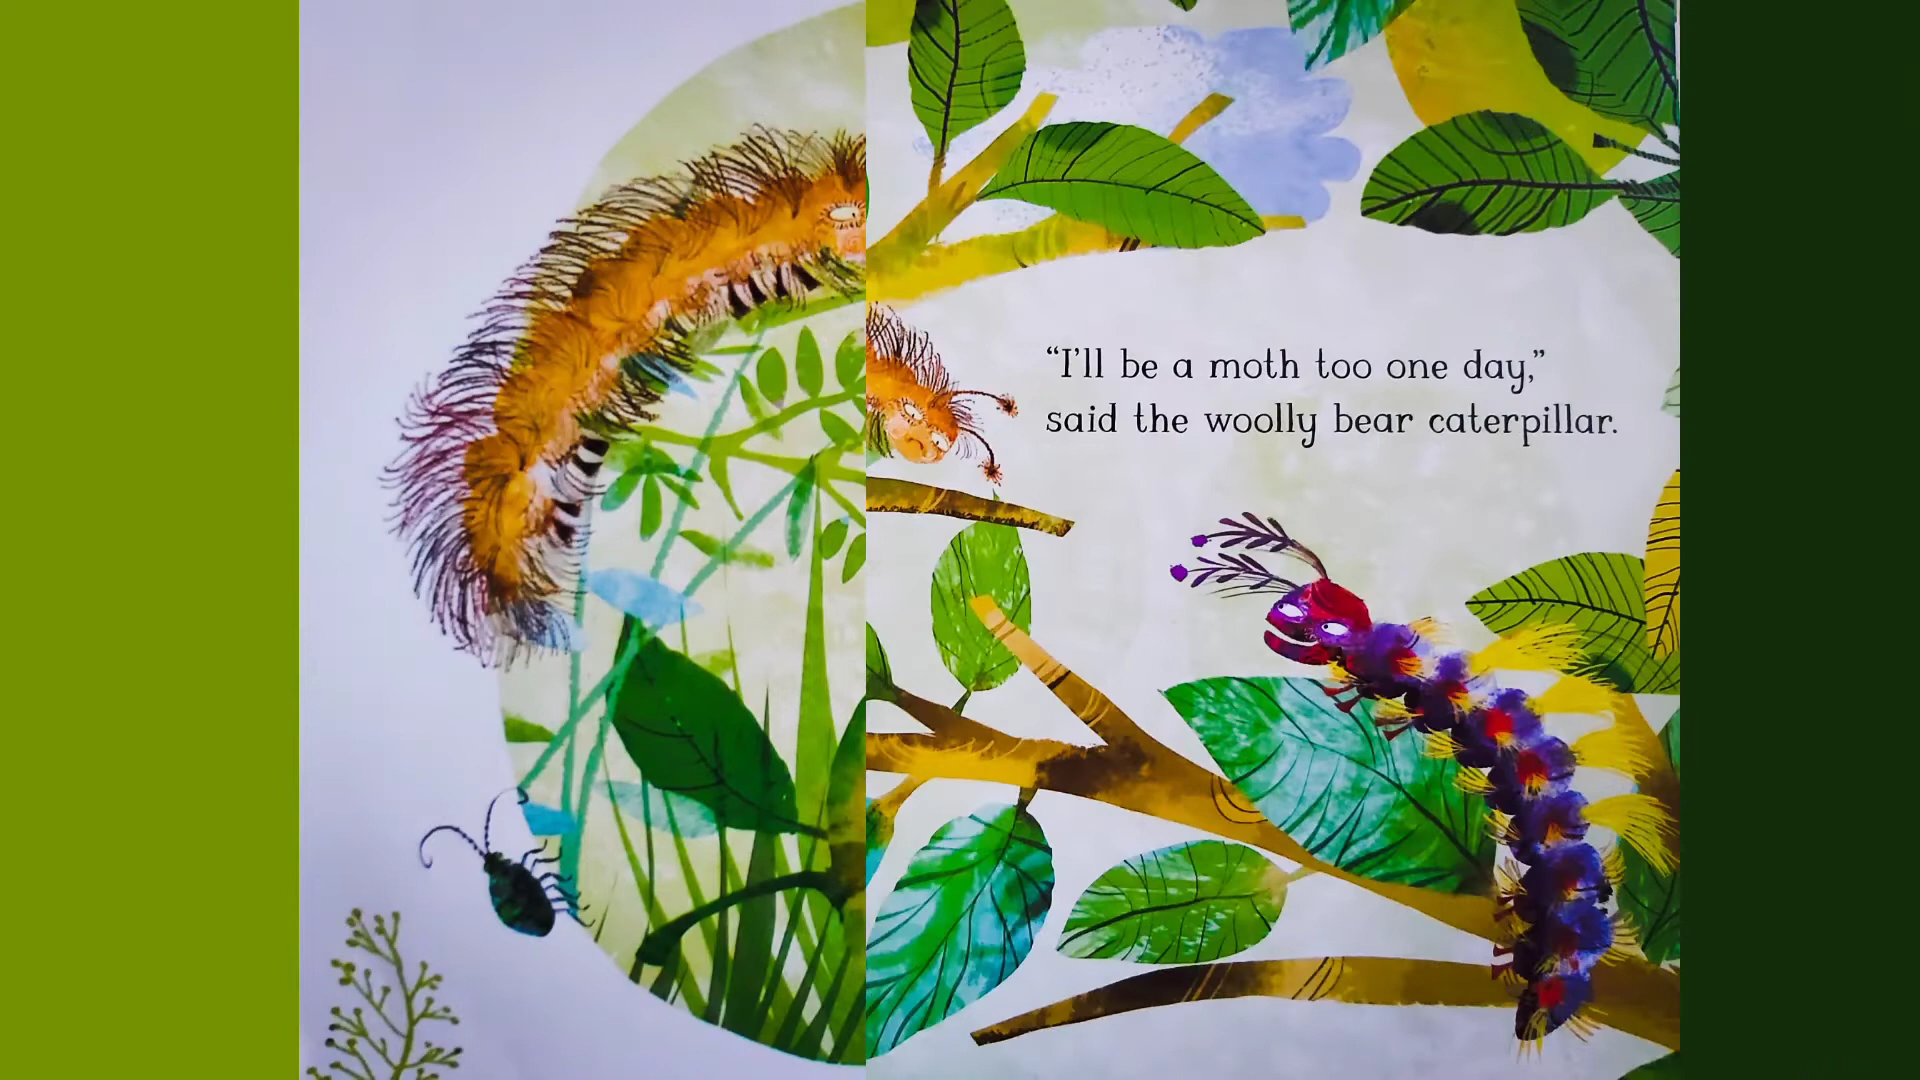 “I’ll be a moth too one day,”
said the woolly bear caterpillar.